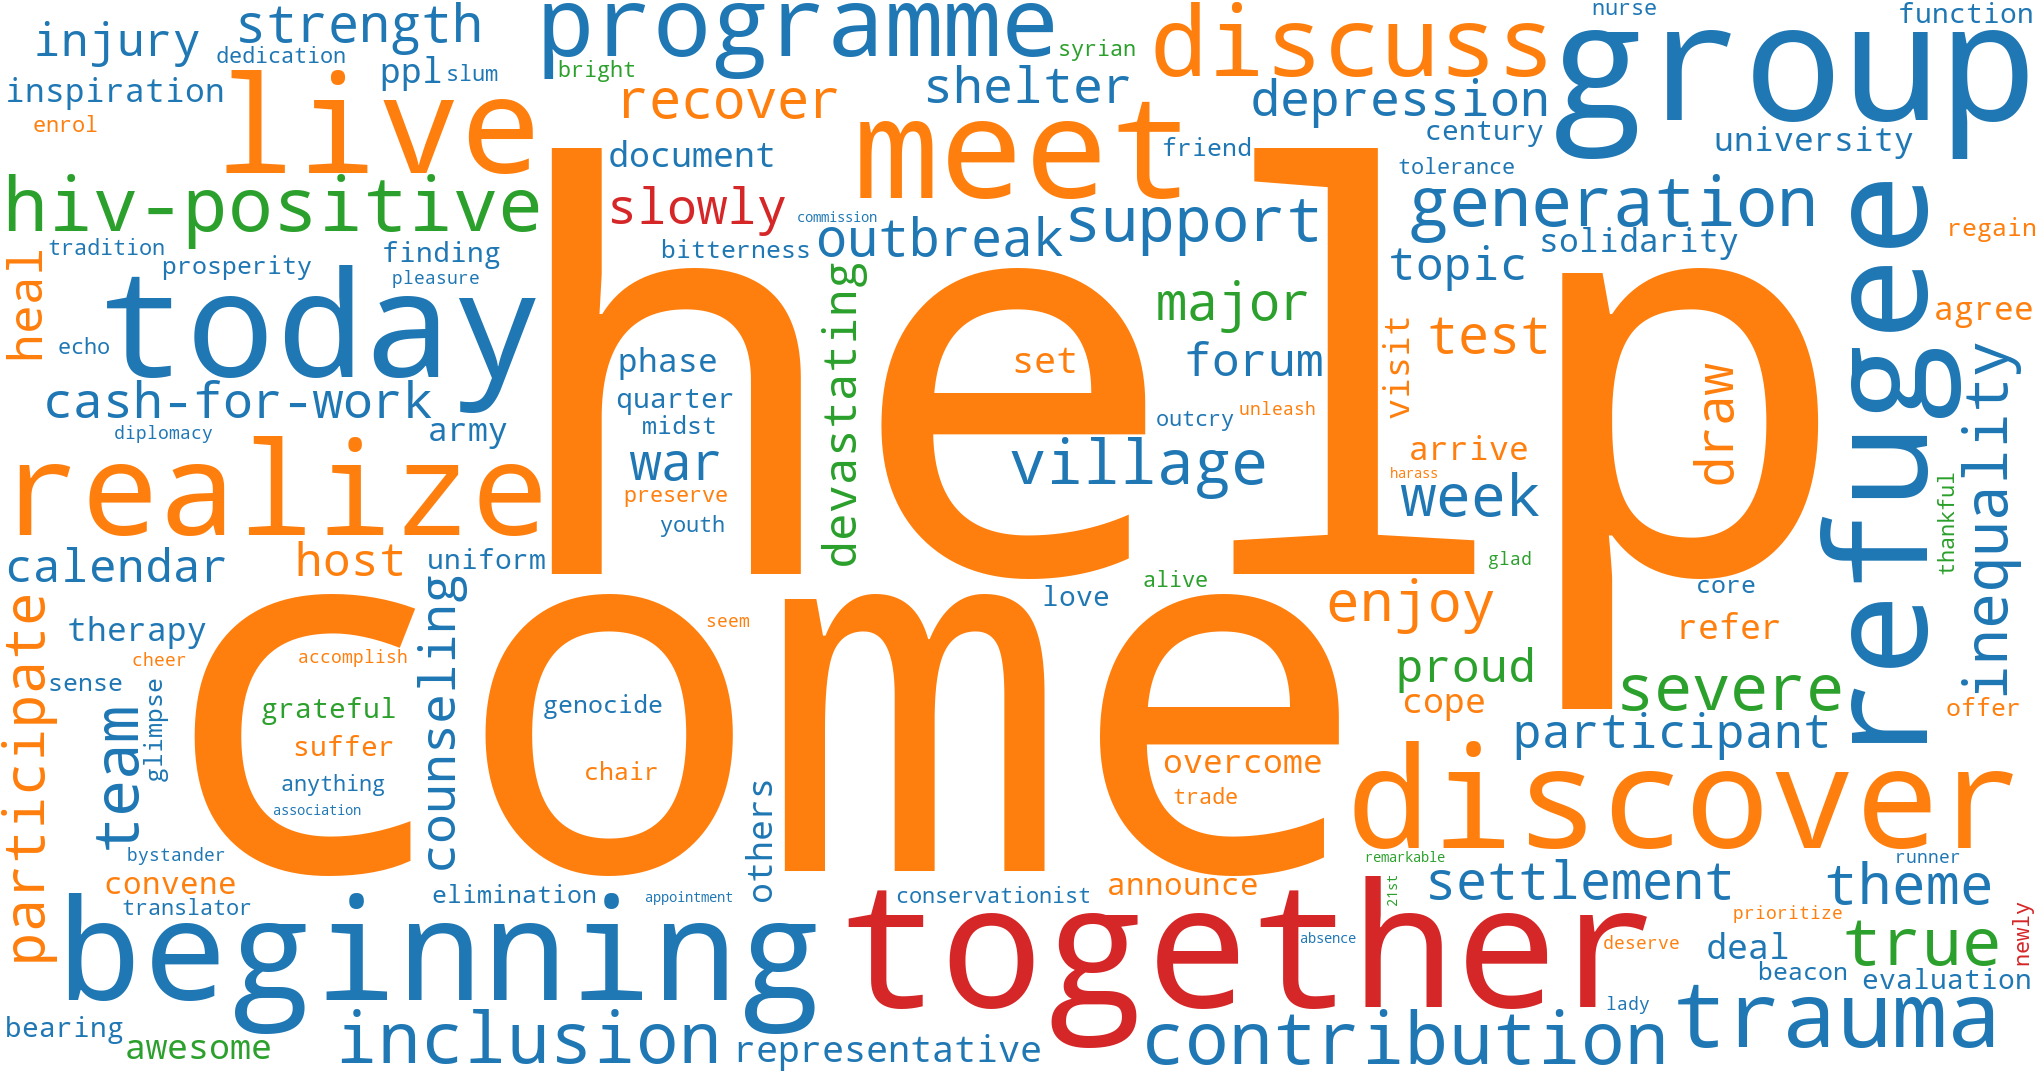 injury
strength
programme
discuss
nurse
function
dedication
syrian
group
ppl
slum
bright
inspiration
live
recover
shelter
depression
enrol
meet
century
university
document
friend
tolerance
hiv-positive
slowly
commission
support
generation
refugee
regain
tradition
finding
bitterness
outbreak
topic
solidarity
prosperity
pleasure
heal
today
help
devastating
major
agree
echo
phase
set
forum
visit
test
draw
inequality
cash-for-work
quarter
midst
outcry
unleash
diplomacy
army
war
village
arrive
harass
week
realize
preserve
youth
thankful
calendar
host
uniform
counseling
love
alive
glad
core
come
enjoy
participate
therapy
seem
refer
cheer
accomplish
proud
severe
sense
glimpse
grateful
genocide
cope
offer
team
suffer
chair
overcome
participant
anything
trade
discover
association
others
bystander
remarkable
runner
convene
elimination
appointment
conservationist
announce
21st
settlement
theme
translator
beginning
together
absence
deserve
prioritize
deal
true
newly
beacon
evaluation
bearing
awesome
inclusion
representative
contribution
lady
trauma